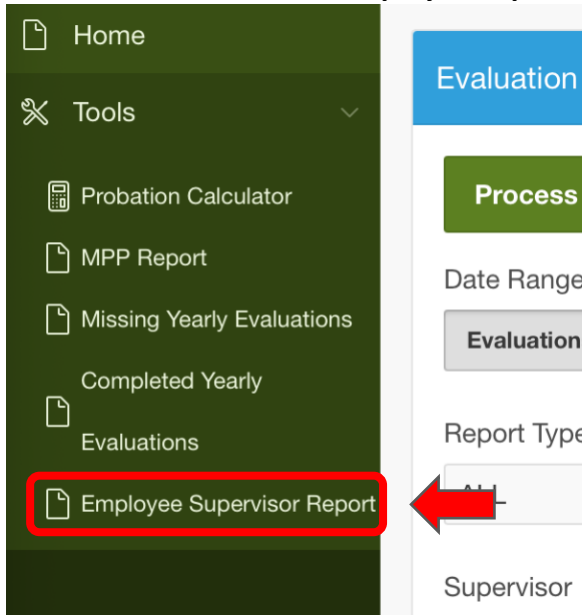 Home
Tools
Probation Calculator
MPP Report
Missing Yearly Evaluations
Completed Yearly
Evaluations
Employee Supervisor Report
Evaluation
Process
Date Range
Evaluation
Report Type
Supervisor